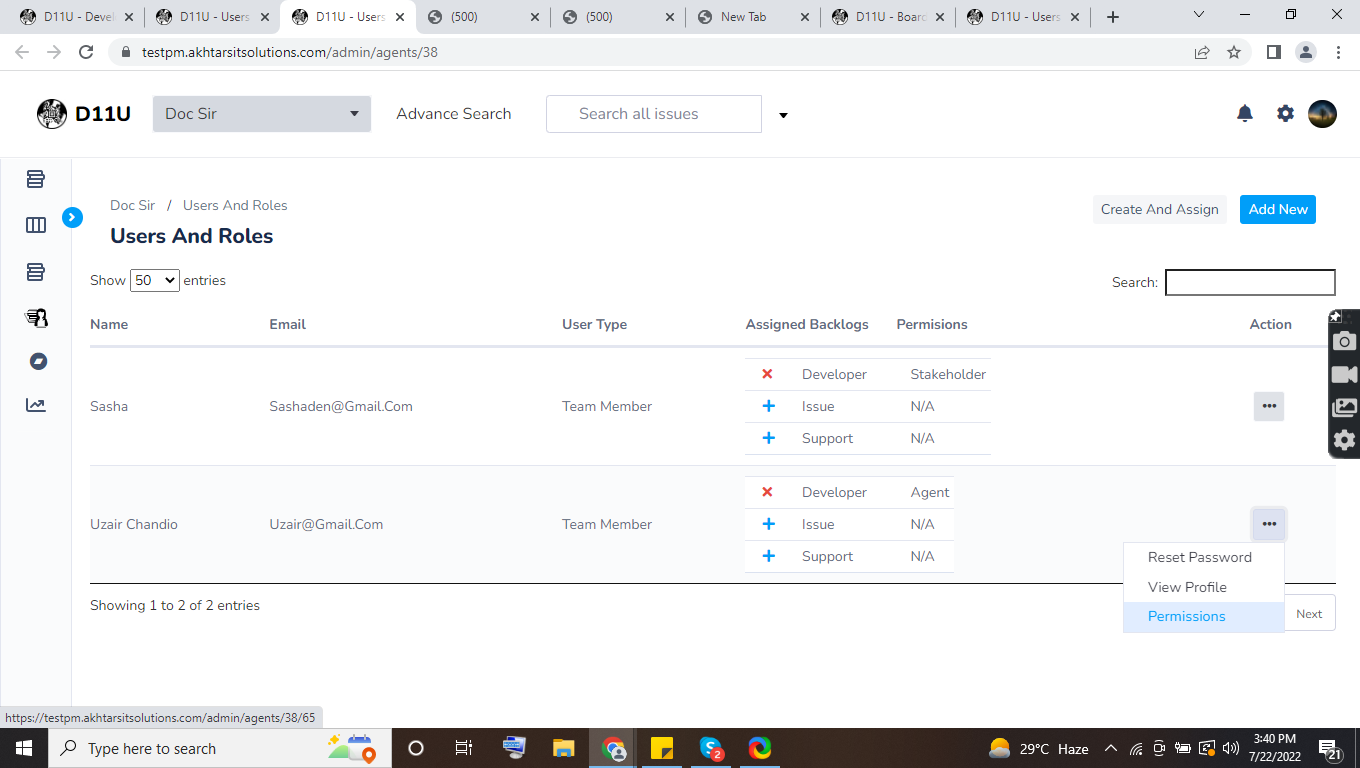 D11U - Devel
D11U - Users
D11U - Users
(500)
(500)
New Tab
D11U - Board
D11U - Users
testpm.akhtarsitsolutions.com/admin/agents/38
D11U
Doc Sir
Advance Search
Search all issues
Doc Sir / Users And Roles
Create And Assign
Add New
Users And Roles
Show 50 entries
Search:
Name Email User Type Assigned Backlogs Permisions Action
Developer Stakeholder
Sasha Sashaden@Gmail.Com Team Member Issue N/A
Support N/A
Developer Agent
Uzair Chandio Uzair@Gmail.Com Team Member Issue N/A
Support N/A
Reset Password
View Profile
Permissions
Showing 1 to 2 of 2 entries
Next
https://testpm.akhtarsitsolutions.com/admin/agents/38/65
Type here to search
2
29°C Haze
3:40 PM
7/22/2022
21